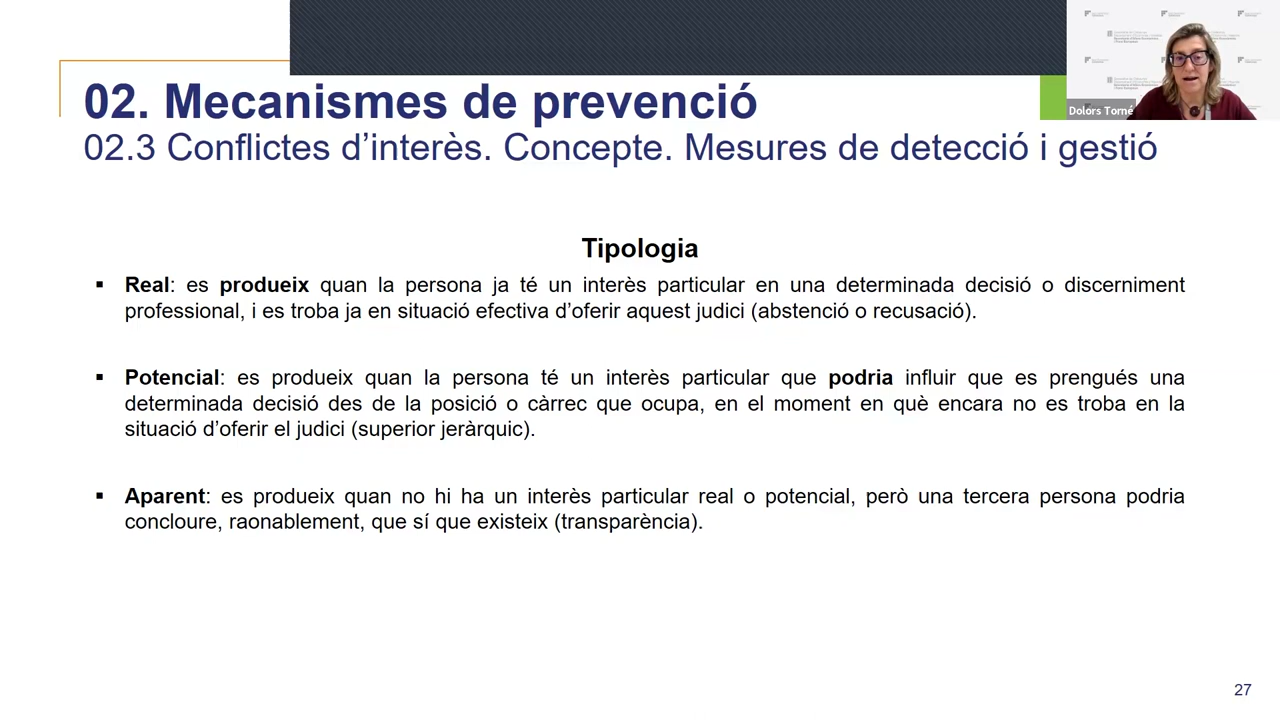 02. Mecanismes de prevenció
02.3 Conflictes d’interès. Concepte. Mesures de detecció i gestió
Dolors Torné
Tipologia
▪ Real: es produeix quan la persona ja té un interès particular en una determinada decisió o discerniment
professional, i es troba ja en situació efectiva d’oferir aquest judici (abstenció o recusació).
▪ Potencial: es produeix quan la persona té un interès particular que podria influir que es prengués una
determinada decisió des de la posició o càrrec que ocupa, en el moment en què encara no es troba en la
situació d’oferir el judici (superior jeràrquic).
▪ Aparent: es produeix quan no hi ha un interès particular real o potencial, però una tercera persona podria
concloure, raonablement, que sí que existeix (transparència).
27